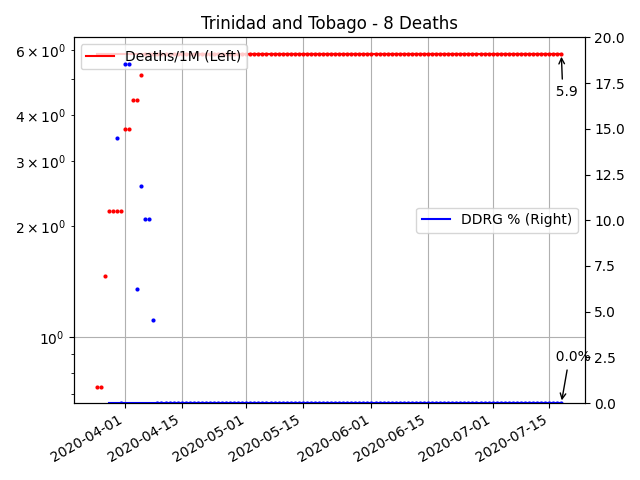 Trinidad and Tobago - 8 Deaths
Deaths/1M (Left)
DDRG % (Right)
5.9
0.0%
6 × 10⁰
4 × 10⁰
3 × 10⁰
2 × 10⁰
10⁰
20.0
17.5
15.0
12.5
10.0
7.5
5.0
2.5
0.0
2020-04-01
2020-04-15
2020-05-01
2020-05-15
2020-06-01
2020-06-15
2020-07-01
2020-07-15